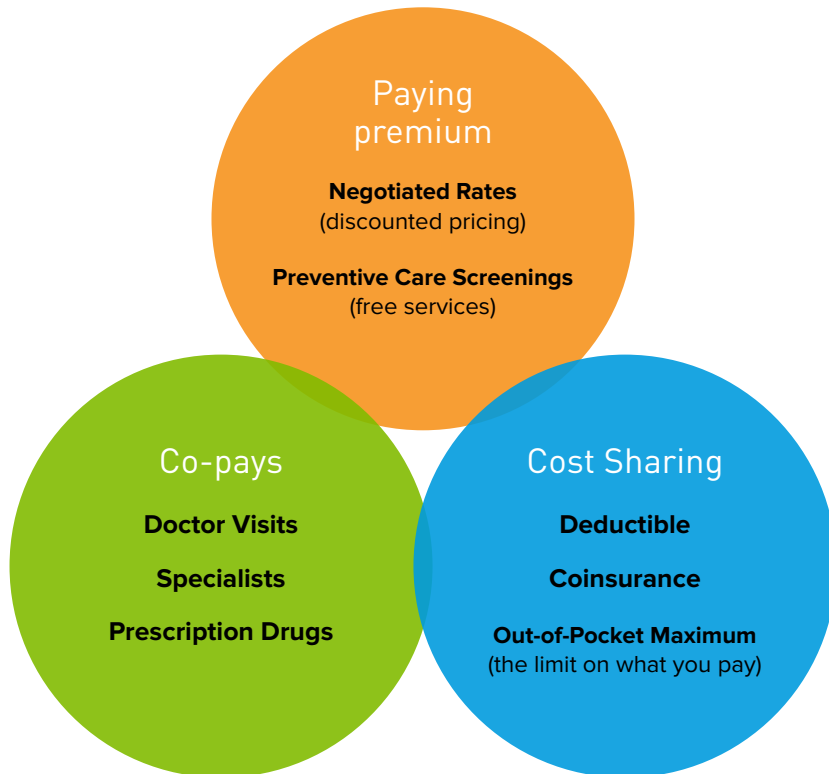 Paying
premium
Negotiated Rates
(discounted pricing)
Preventive Care Screenings
(free services)
Co-pays
Doctor Visits
Specialists
Prescription Drugs
Cost Sharing
Deductible
Coinsurance
Out-of-Pocket Maximum
(the limit on what you pay)